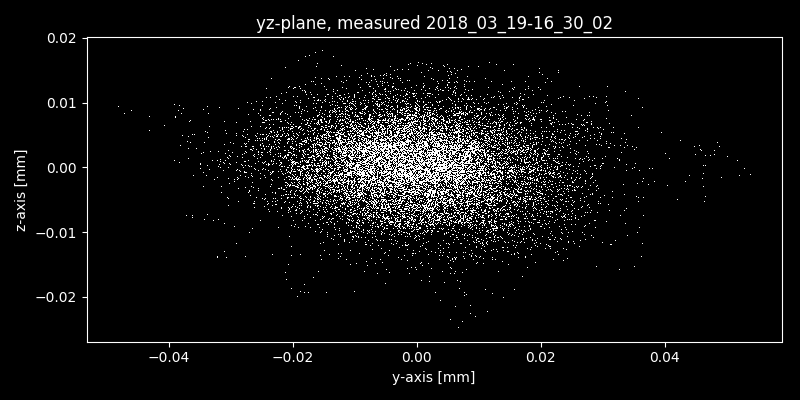 yz-plane, measured 2018_03_19-16_30_02
0.02
0.01
0.00
−0.01
−0.02
z-axis [mm]
−0.04 −0.02 0.00 0.02 0.04
y-axis [mm]